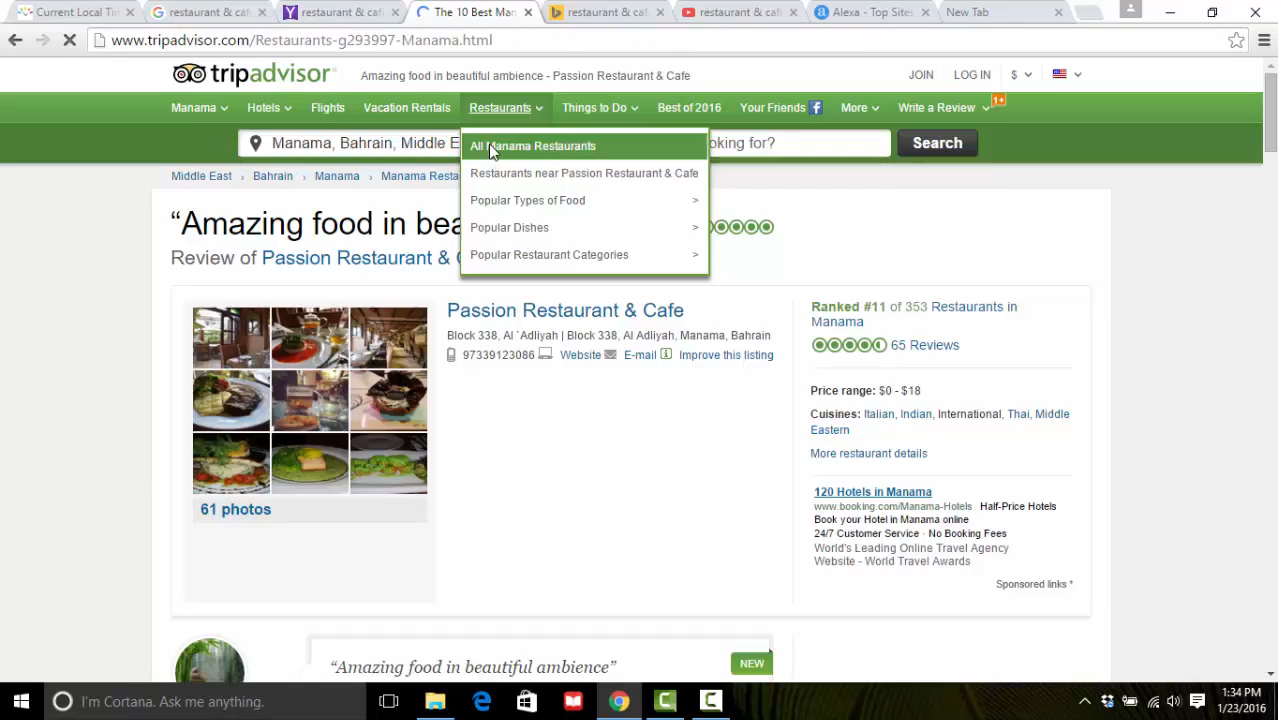 Current Local Ti
restaurant & cafe
restaurant & cafe
The 10 Best Man
restaurant & caf
restaurant & caf
Alexa - Top Sites
New Tab
www.tripadvisor.com/Restaurants-g293997-Manama.html
tripadvisor
Amazing food in beautiful ambience - Passion Restaurant & Cafe
JOIN
LOG IN
$
Manama
Hotels
Flights
Vacation Rentals
Restaurants
Things to Do
Best of 2016
Your Friends
More
Write a Review
1+
Manama, Bahrain, Middle E
oking for?
Search
All Manama Restaurants
Restaurants near Passion Restaurant & Cafe
Popular Types of Food >
Popular Dishes >
Popular Restaurant Categories >
Middle East › Bahrain › Manama › Manama Resta
“Amazing food in bea
Review of Passion Restaurant &
Passion Restaurant & Cafe
Block 338, Al `Adliyah | Block 338, Al Adliyah, Manama, Bahrain
97339123086 Website E-mail Improve this listing
61 photos
Ranked #11 of 353 Restaurants in
Manama
65 Reviews
Price range: $0 - $18
Cuisines: Italian, Indian, International, Thai, Middle
Eastern
More restaurant details
120 Hotels in Manama
www.booking.com/Manama-Hotels Half-Price Hotels
Book your Hotel in Manama online
24/7 Customer Service · No Booking Fees
World's Leading Online Travel Agency
Website - World Travel Awards
Sponsored links *
“Amazing food in beautiful ambience”
NEW
I'm Cortana. Ask me anything.
1:34 PM
1/23/2016